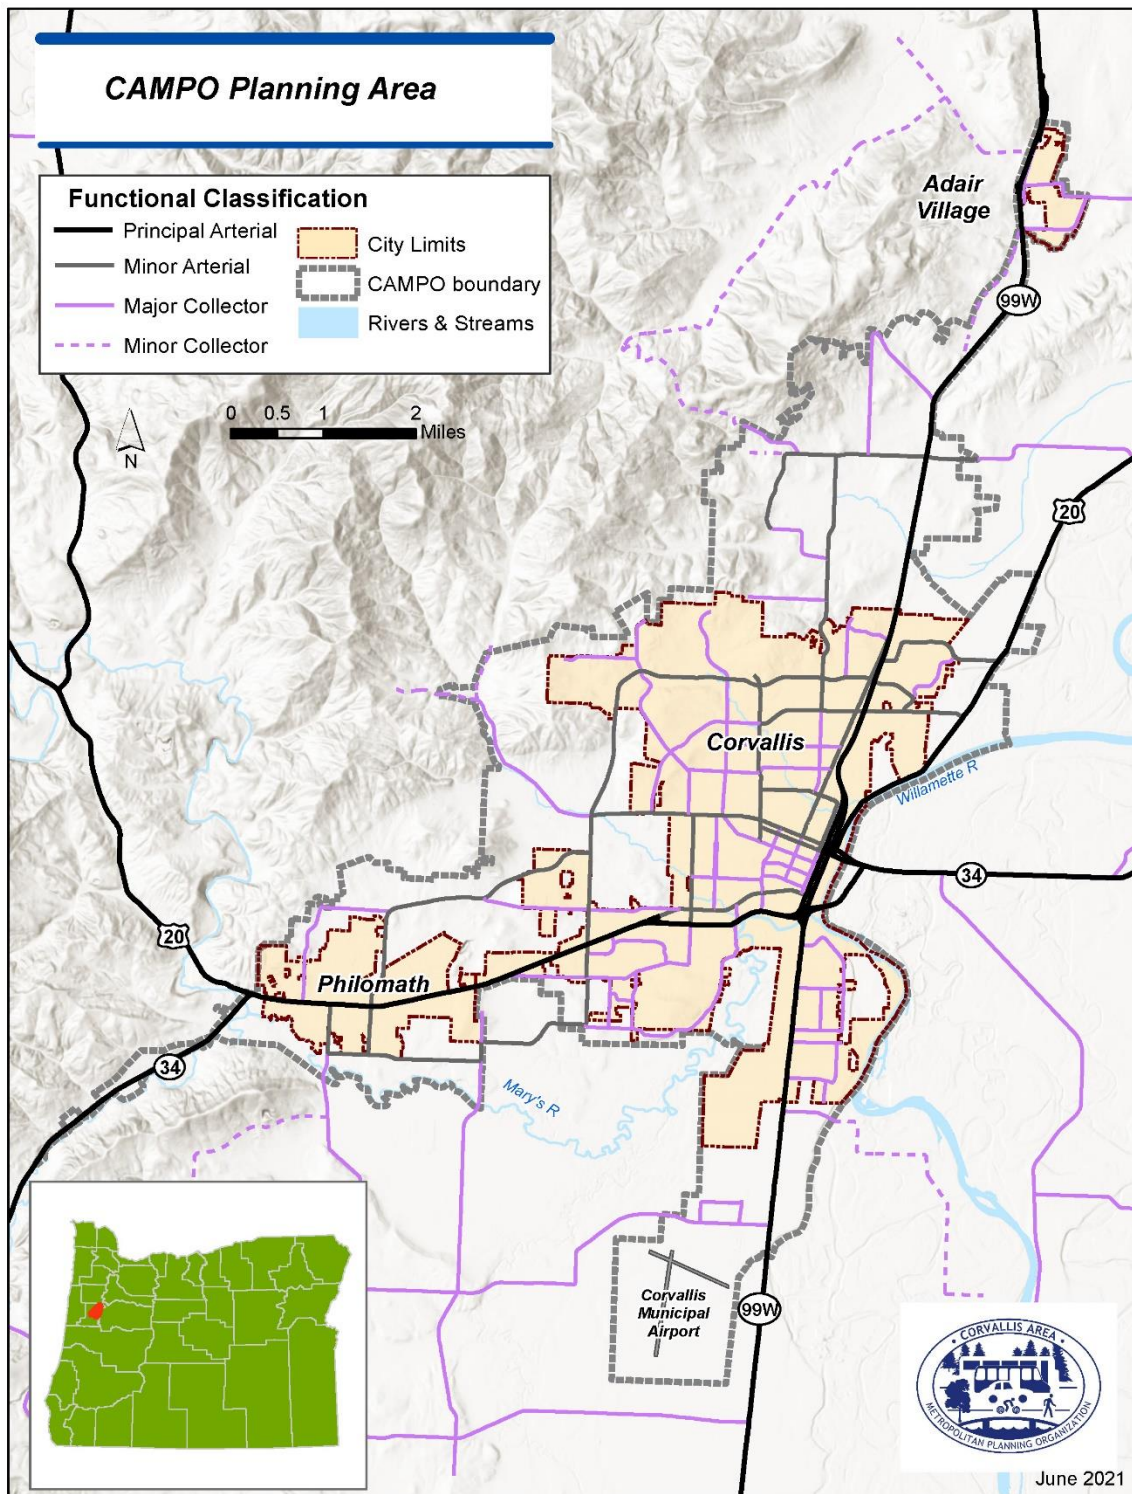 CAMPO Planning Area
Functional Classification
Principal Arterial
Minor Arterial
Major Collector
Minor Collector
City Limits
CAMPO boundary
Rivers & Streams
0 0.5 1 2
Miles
N
Adair
Village
99W
20
Corvallis
Willamette R
34
20
Philomath
34
Mary's R
Corvallis
Municipal
Airport
99W
CORVALLIS AREA
METROPOLITAN PLANNING ORGANIZATION
June 2021